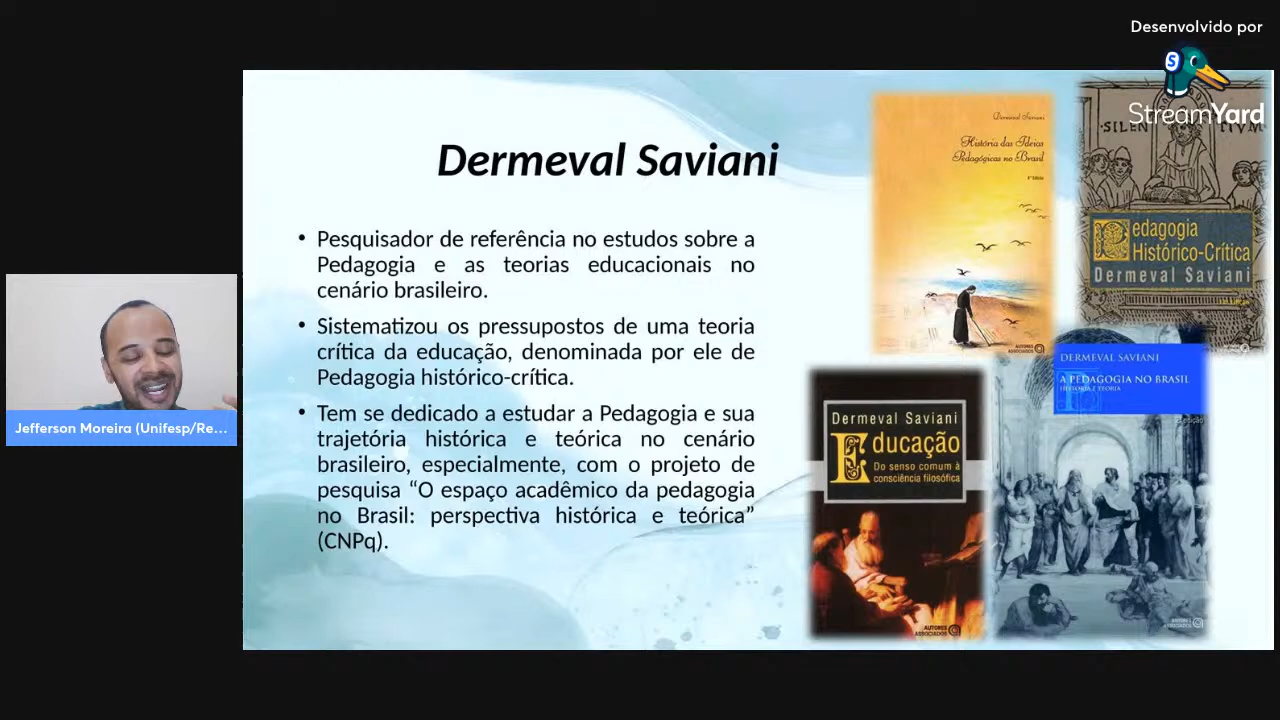 Desenvolvido por
StreamYard
Dermeval Saviani
• Pesquisador de referência no estudos sobre a
Pedagogia e as teorias educacionais no
cenário brasileiro.
• Sistematizou os pressupostos de uma teoria
crítica da educação, denominada por ele de
Pedagogia histórico-crítica.
• Tem se dedicado a estudar a Pedagogia e sua
trajetória histórica e teórica no cenário
brasileiro, especialmente, com o projeto de
pesquisa “O espaço acadêmico da pedagogia
no Brasil: perspectiva histórica e teórica”
(CNPq).
Dermeval Saviani
História das Ideias
Pedagógicas no Brasil
Pedagogia
Histórico-Crítica
Dermeval Saviani
Dermeval Saviani
Educação
Do senso comum à
consciência filosófica
AUTORES
ASSOCIADOS
DERMEVAL SAVIANI
A PEDAGOGIA NO BRASIL
HISTÓRIA E TEORIA
Jefferson Moreira (Unifesp/Re...